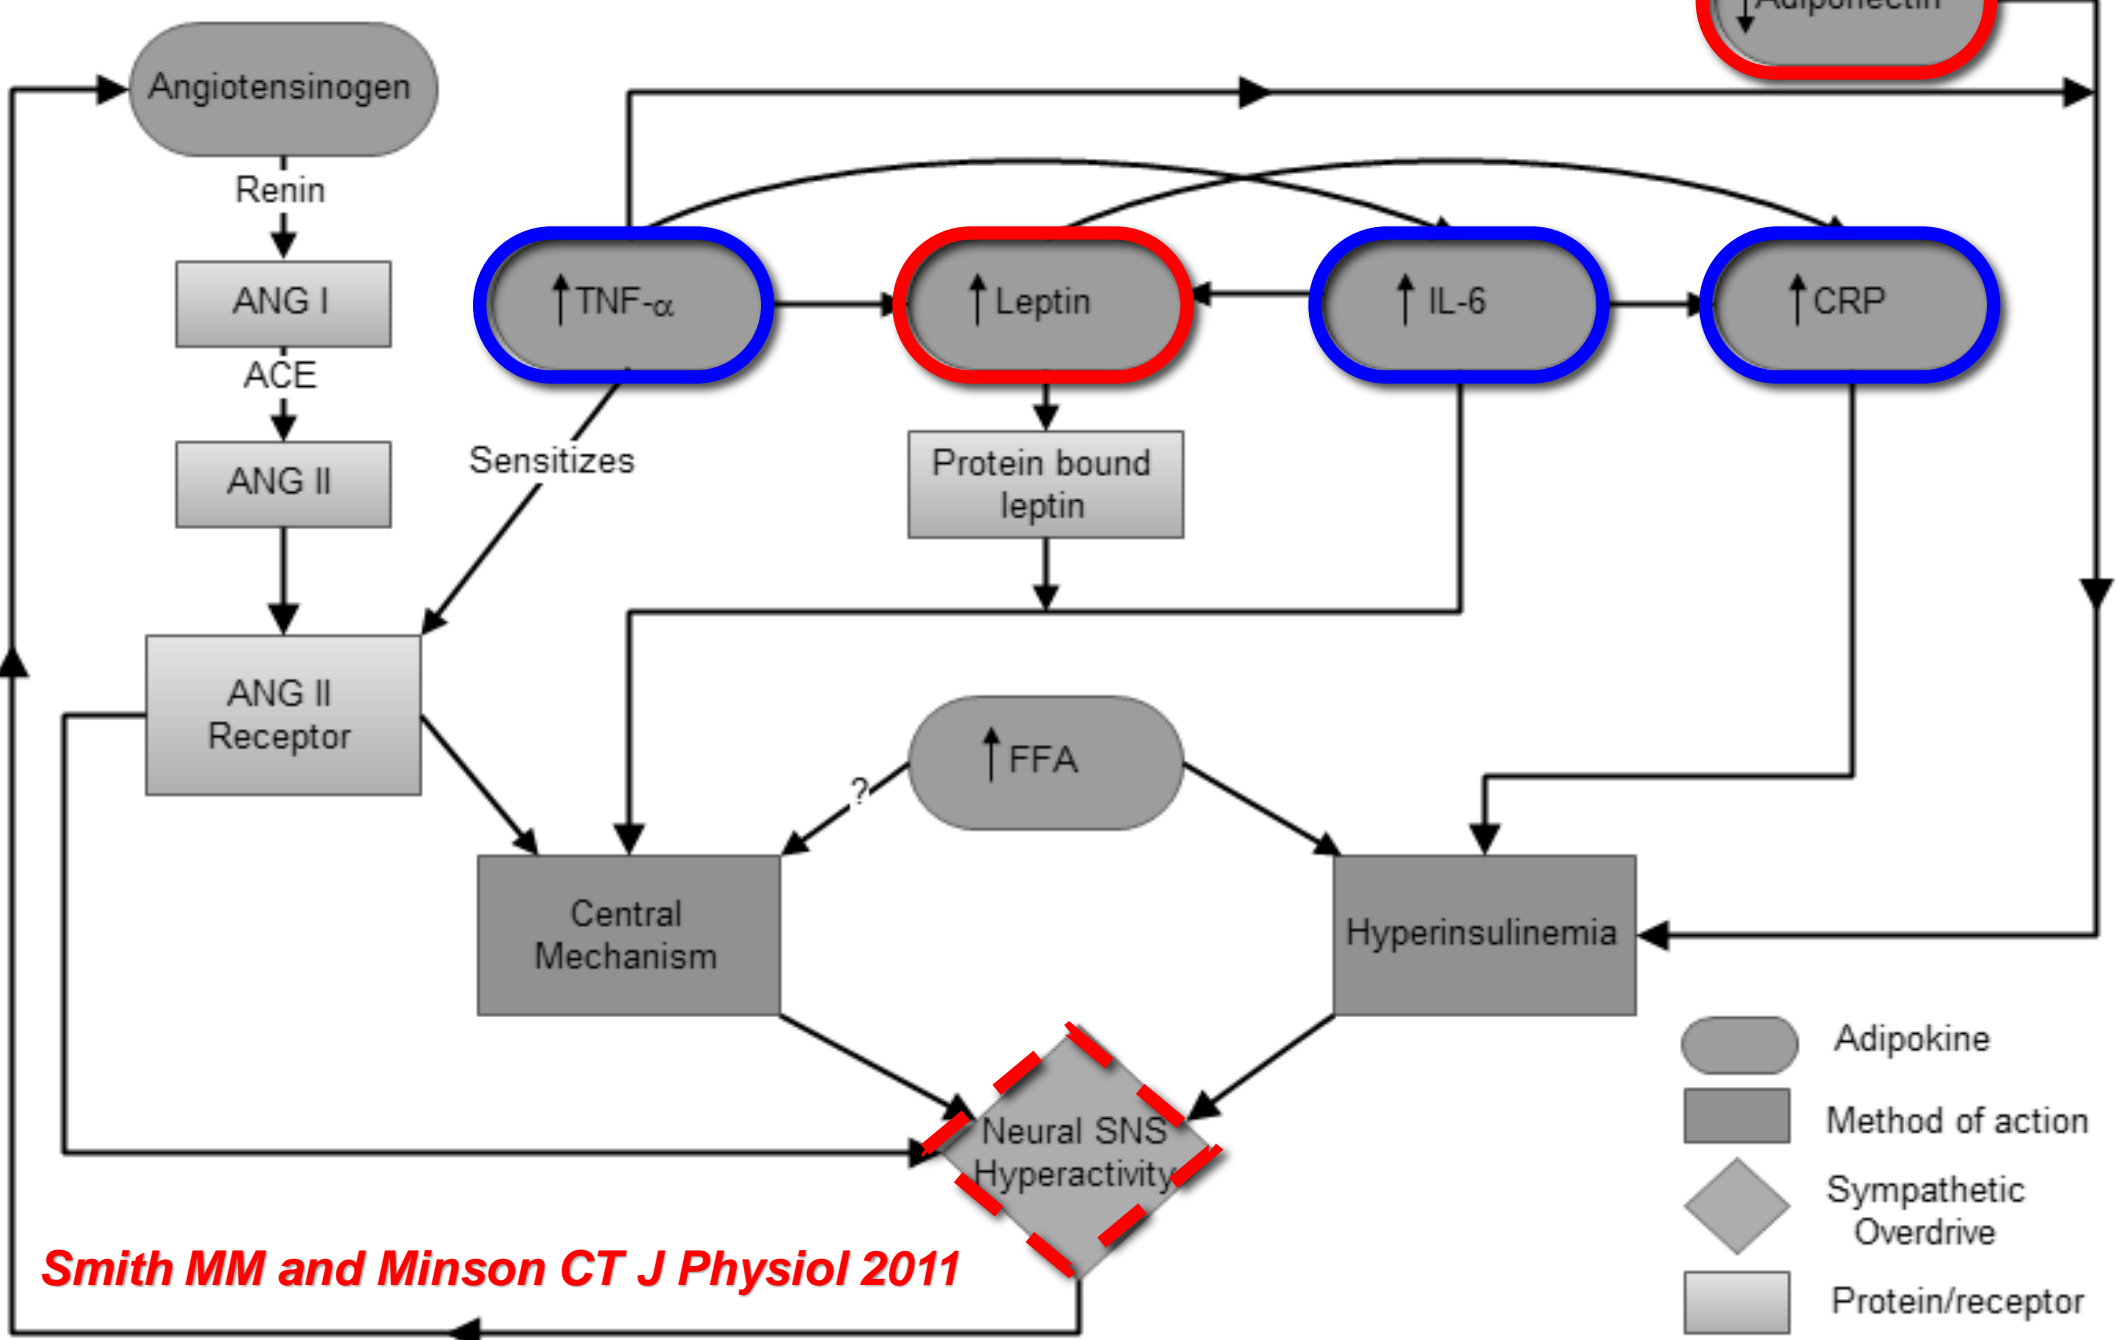 ↓Adiponectin
Angiotensinogen
Renin
ANG I
ACE
ANG II
ANG II
Receptor
↑TNF-α
↑Leptin
↑IL-6
↑CRP
Sensitizes
Protein bound
leptin
↑FFA
?
Central
Mechanism
Hyperinsulinemia
Neural SNS
Hyperactivity
Adipokine
Method of action
Sympathetic
Overdrive
Protein/receptor
Smith MM and Minson CT J Physiol 2011